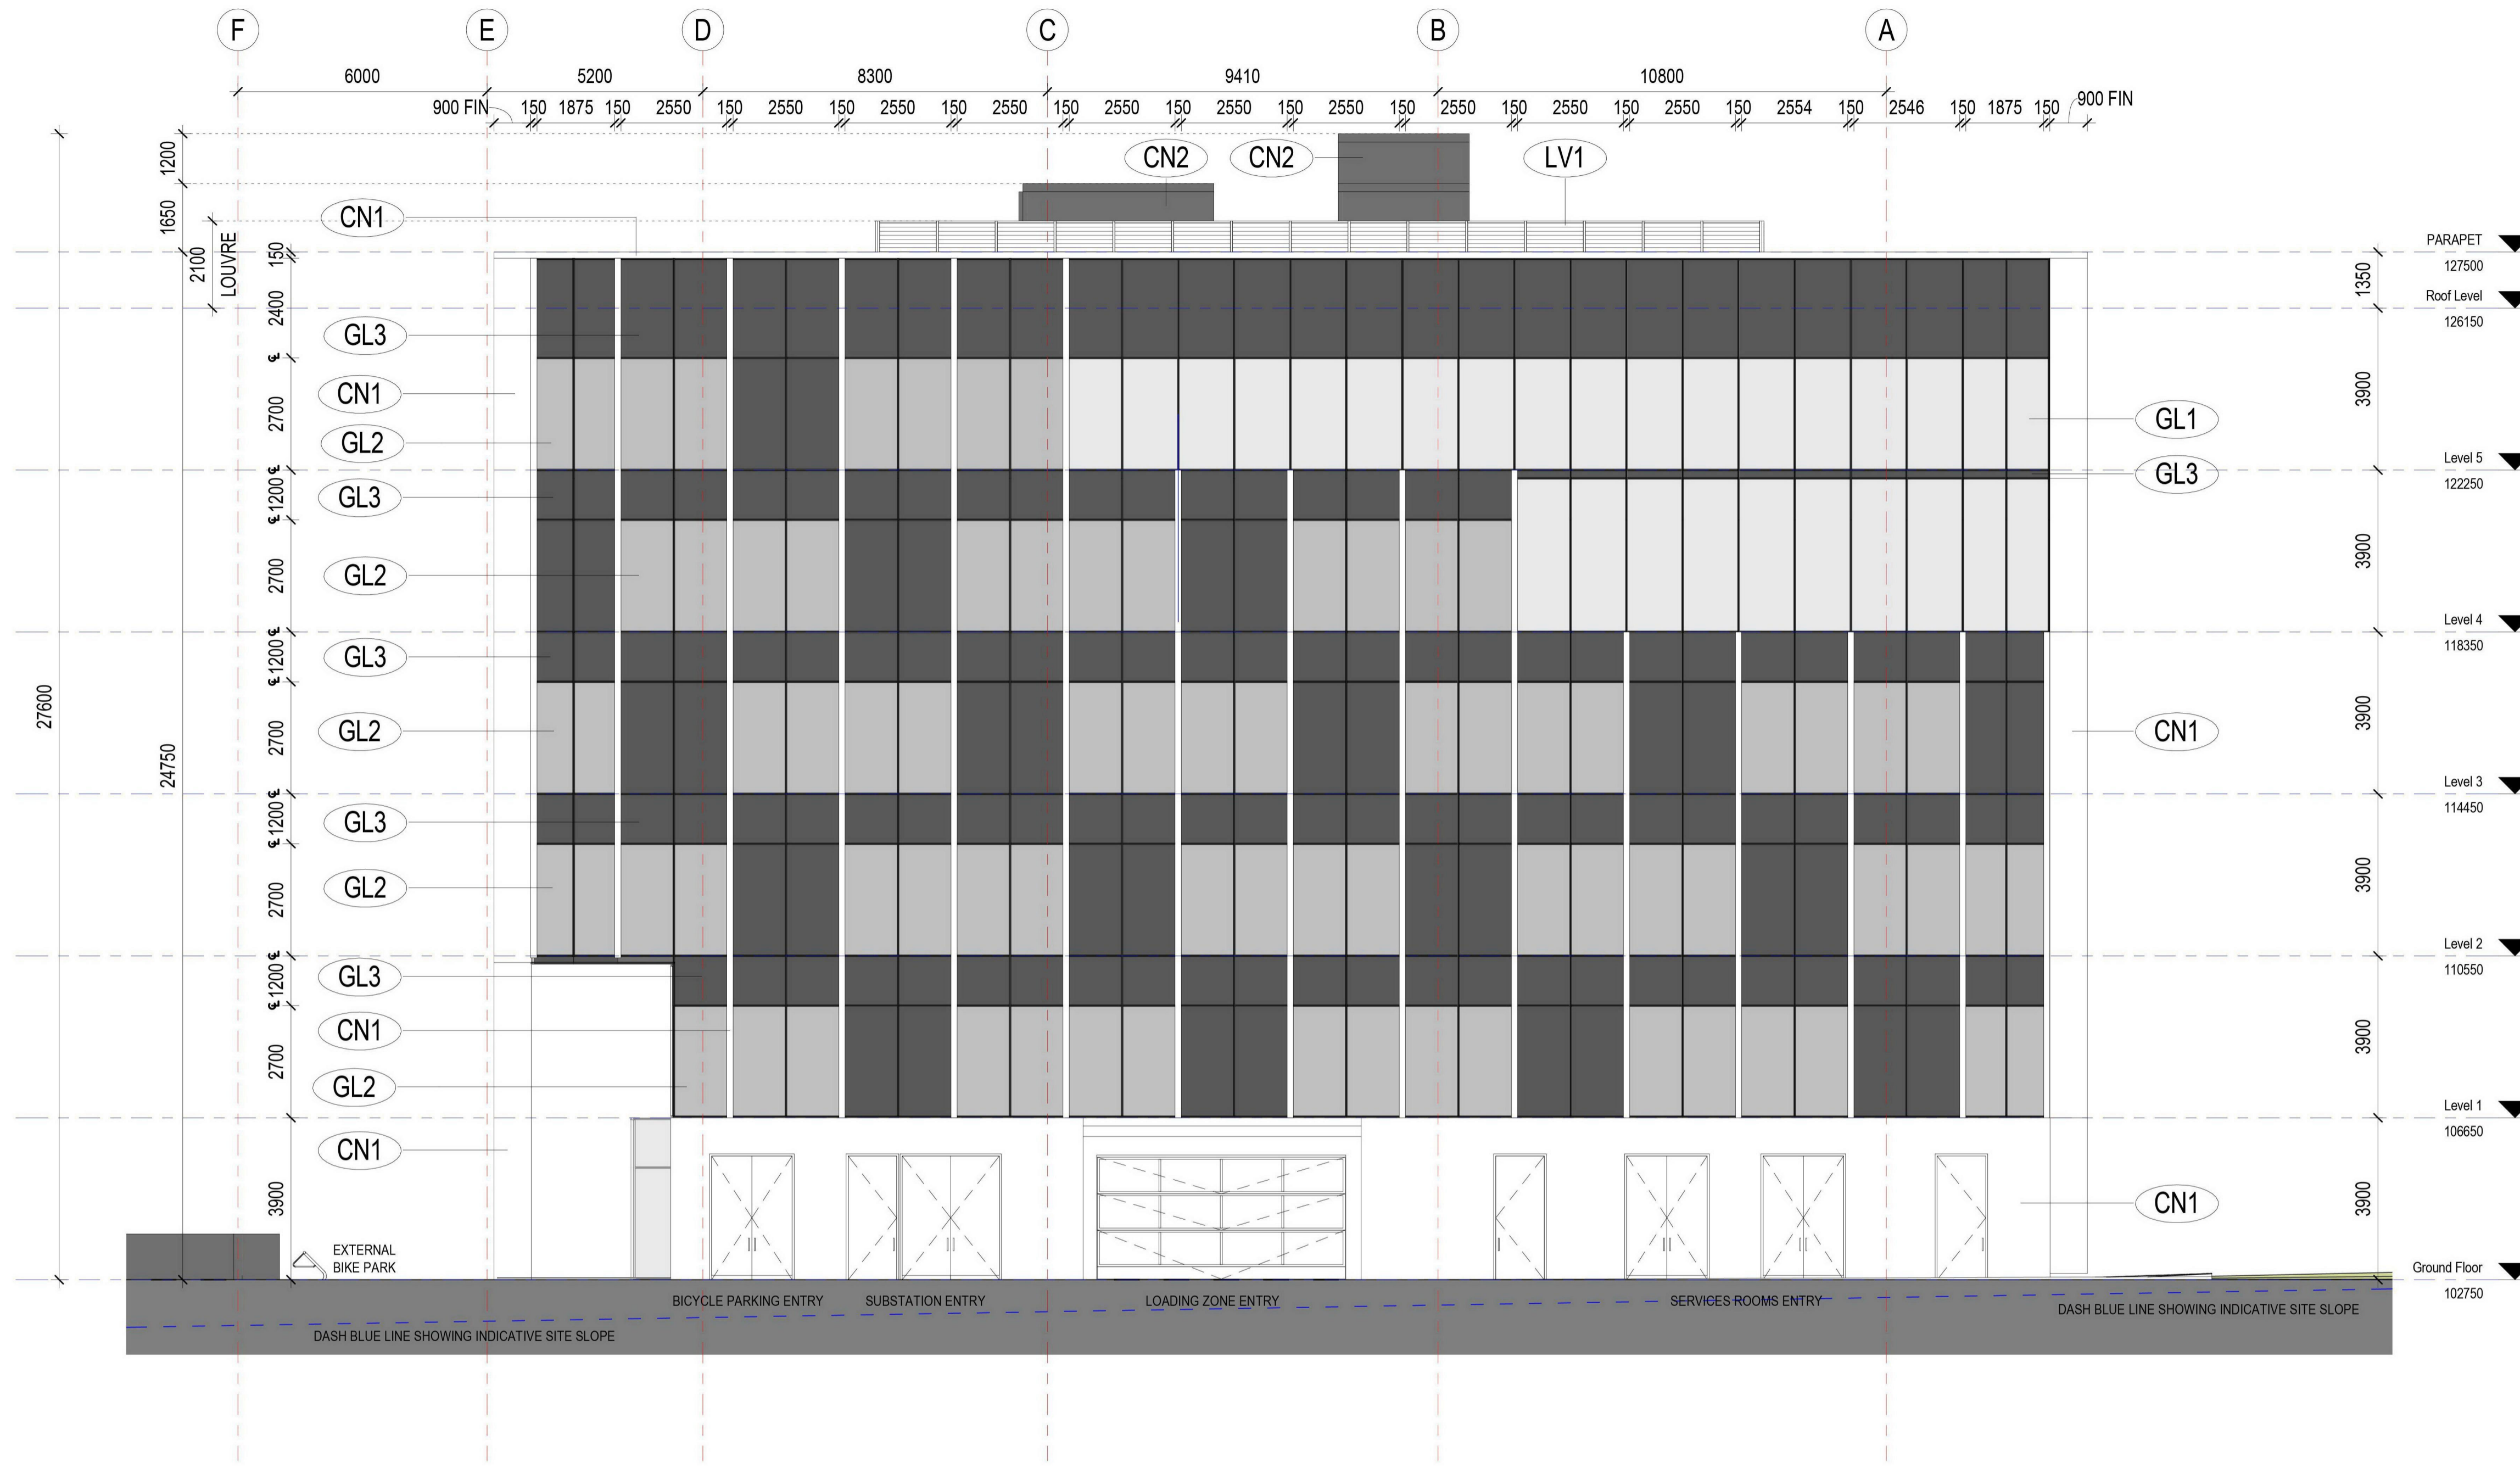 F
E
D
C
B
A
6000
5200
8300
9410
10800
900 FIN
150
1875
150
2550
150
2550
150
2550
150
2550
150
2550
150
2550
150
2550
150
2550
150
2550
150
2550
150
2554
150
2546
150
1875
150
900 FIN
1200
1650
2100
LOUVRE
150
2400
2700
1200
2700
1200
2700
1200
2700
1200
2700
3900
27600
24750
CN2
CN2
LV1
CN1
GL3
CN1
GL2
GL3
GL2
GL3
GL2
GL3
GL2
GL3
CN1
GL2
CN1
GL1
GL3
CN1
CN1
1350
3900
3900
3900
3900
3900
3900
PARAPET
127500
Roof Level
126150
Level 5
122250
Level 4
118350
Level 3
114450
Level 2
110550
Level 1
106650
Ground Floor
102750
EXTERNAL
BIKE PARK
BICYCLE PARKING ENTRY
SUBSTATION ENTRY
LOADING ZONE ENTRY
SERVICES ROOMS ENTRY
DASH BLUE LINE SHOWING INDICATIVE SITE SLOPE
DASH BLUE LINE SHOWING INDICATIVE SITE SLOPE